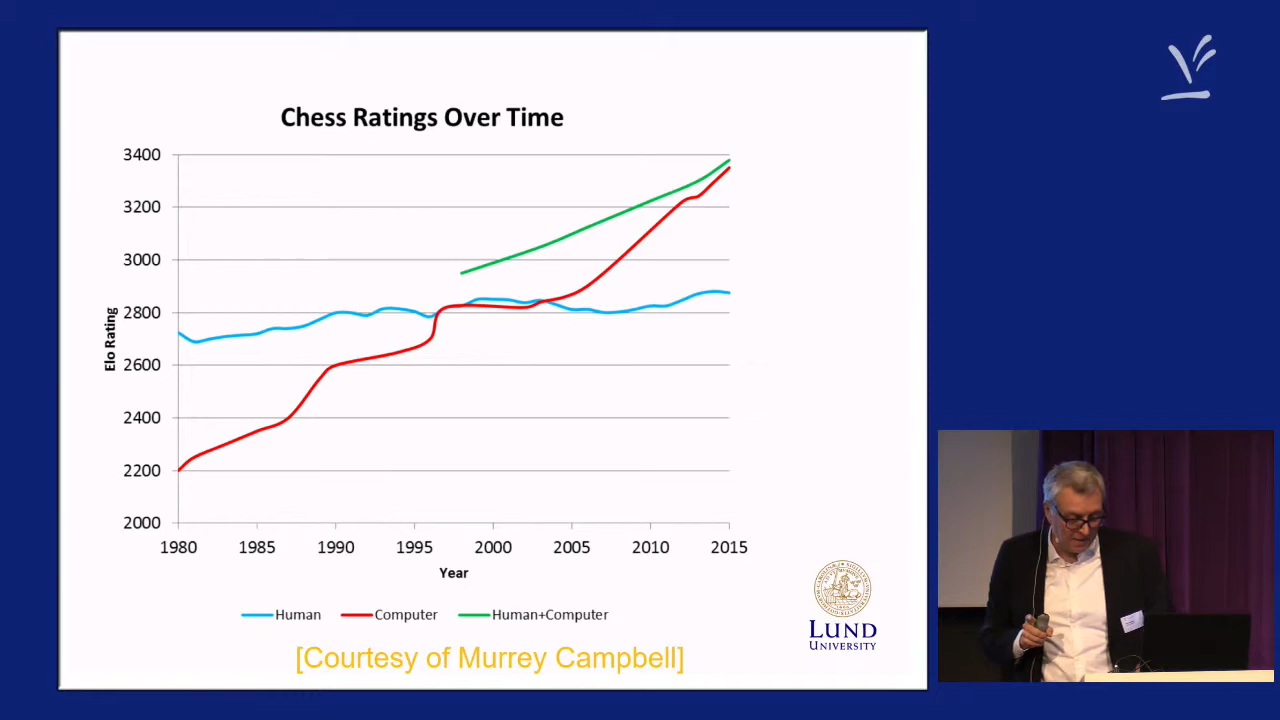 Chess Ratings Over Time
3400
3200
3000
2800
2600
2400
2200
2000
Elo Rating
1980 1985 1990 1995 2000 2005 2010 2015
Year
Human Computer Human+Computer
[Courtesy of Murrey Campbell]
LUND
UNIVERSITY